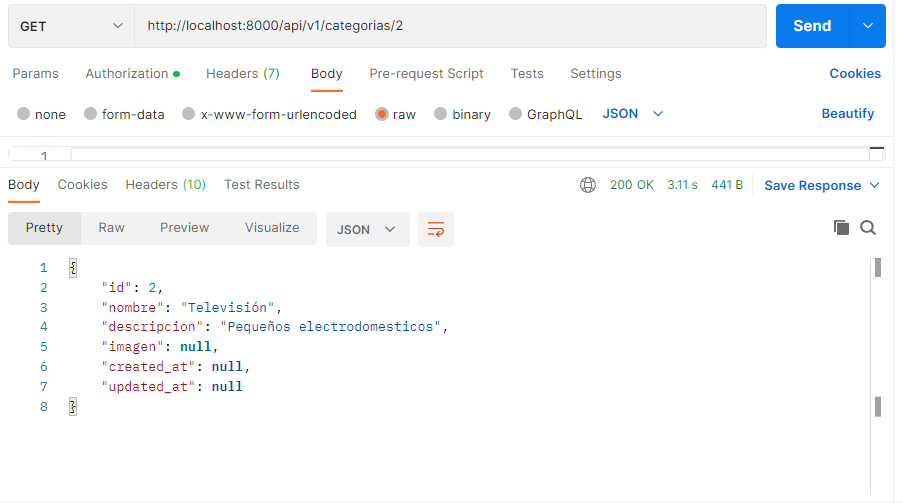 GET http://localhost:8000/api/v1/categorias/2 Send
Params Authorization Headers (7) Body Pre-request Script Tests Settings Cookies
none form-data x-www-form-urlencoded raw binary GraphQL JSON Beautify
1
Body Cookies Headers (10) Test Results 200 OK 3.11 s 441 B Save Response
Pretty Raw Preview Visualize JSON
1 {
2 "id": 2,
3 "nombre": "Televisión",
4 "descripcion": "Pequeños electrodomesticos",
5 "imagen": null,
6 "created_at": null,
7 "updated_at": null
8 }